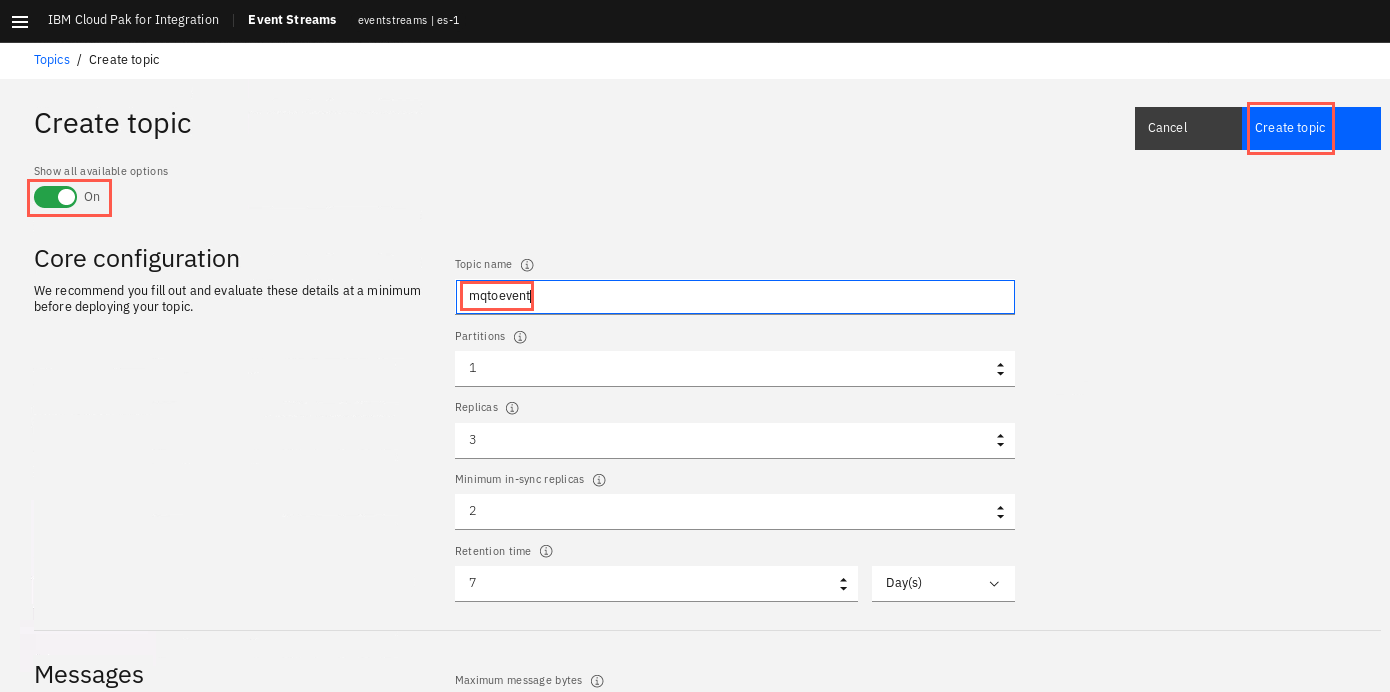 IBM Cloud Pak for Integration | Event Streams eventstreams | es-1
Topics / Create topic
Create topic
Cancel
Create topic
Show all available options
On
Core configuration
We recommend you fill out and evaluate these details at a minimum
before deploying your topic.
Topic name
mqtoevent
Partitions
1
Replicas
3
Minimum in-sync replicas
2
Retention time
7
Day(s)
Messages
Maximum message bytes